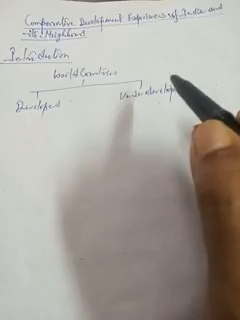 Comparative Development Experiences of India and
its Neighbours
Introduction
World Countries
Developed
Underdevelop